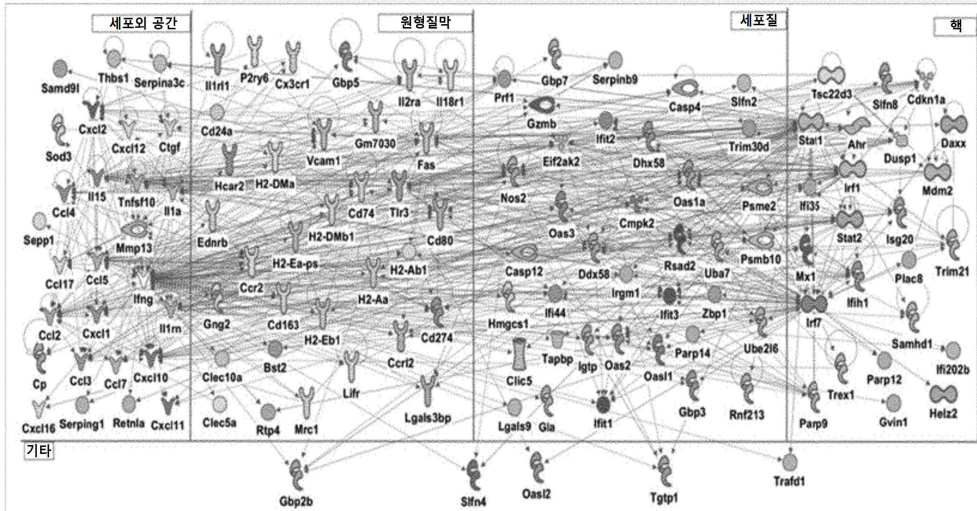 세포외 공간
원형질막
세포질
핵
Samd9l
Thbs1
Serpina3c
Cxcl2
Sod3
Cxcl12
Ctgf
Il15
Ccl4
Tnfsf10
Il1a
Sepp1
Mmp13
Ccl17
Ccl5
Ifng
Ccl2
Cxcl1
Il1rn
Cp
Ccl3
Ccl7
Cxcl10
Cxcl16
Serping1
Retnla
Cxcl11
Il1rl1
P2ry6
Cx3cr1
Gbp5
Il2ra
Il18r1
Cd24a
Vcam1
Gm7030
Fas
Hcar2
H2-DMa
Cd74
Tlr3
Ednrb
H2-DMb1
Cd80
H2-Ea-ps
H2-Ab1
Ccr2
H2-Aa
Gng2
Cd163
H2-Eb1
Cd274
Ccrl2
Clec10a
Bst2
Lifr
Clec5a
Rtp4
Mrc1
Lgals3bp
Prf1
Gbp7
Serpinb9
Gzmb
Casp4
Slfn2
Ifit2
Eif2ak2
Dhx58
Trim30d
Nos2
Oas1a
Psme2
Oas3
Cmpk2
Casp12
Ddx58
Rsad2
Uba7
Psmb10
Irgm1
Ifi44
Ifit3
Zbp1
Hmgcs1
Tapbp
Igtp
Oas2
Oasl1
Parp14
Ube2l6
Clic5
Gbp3
Rnf213
Lgals9
Gla
Ifit1
Tsc22d3
Slfn8
Cdkn1a
Stat1
Ahr
Dusp1
Daxx
Irf1
Mdm2
Ifi35
Stat2
Isg20
Mx1
Plac8
Trim21
Ifih1
Irf7
Samhd1
Ifi202b
Trex1
Parp12
Helz2
Parp9
Gvin1
기타
Gbp2b
Slfn4
Oasl2
Tgtp1
Trafd1